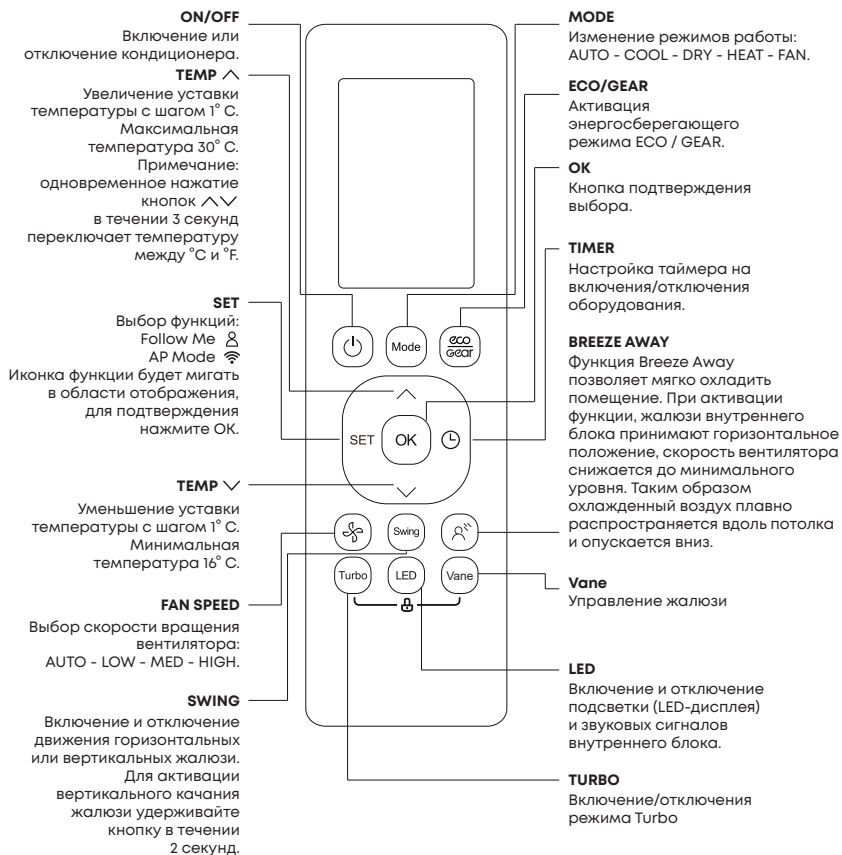 ON/OFF
Включение или
отключение кондиционера.
TEMP ︿
Увеличение уставки
температуры с шагом 1° C.
Максимальная
температура 30° C.
Примечание:
одновременное нажатие
кнопок ︿﹀
в течении 3 секунд
переключает температуру
между °C и °F.
SET
Выбор функций:
Follow Me
AP Mode
Иконка функции будет мигать
в области отображения,
для подтверждения
нажмите OK.
TEMP ﹀
Уменьшение уставки
температуры с шагом 1° C.
Минимальная
температура 16° C.
FAN SPEED
Выбор скорости вращения
вентилятора:
AUTO - LOW - MED - HIGH.
SWING
Включение и отключение
движения горизонтальных
или вертикальных жалюзи.
Для активации
вертикального качания
жалюзи удерживайте
кнопку в течении
2 секунд.
Mode
eco
Gear
SET
OK
Swing
Turbo
LED
Vane
MODE
Изменение режимов работы:
AUTO - COOL - DRY - HEAT - FAN.
ECO/GEAR
Активация
энергосберегающего
режима ECO / GEAR.
OK
Кнопка подтверждения
выбора.
TIMER
Настройка таймера на
включения/отключения
оборудования.
BREEZE AWAY
Функция Breeze Away
позволяет мягко охладить
помещение. При активации
функции, жалюзи внутреннего
блока принимают горизонтальное
положение, скорость вентилятора
снижается до минимального
уровня. Таким образом
охлажденный воздух плавно
распространяется вдоль потолка
и опускается вниз.
Vane
Управление жалюзи
LED
Включение и отключение
подсветки (LED-дисплея)
и звуковых сигналов
внутреннего блока.
TURBO
Включение/отключения
режима Turbo